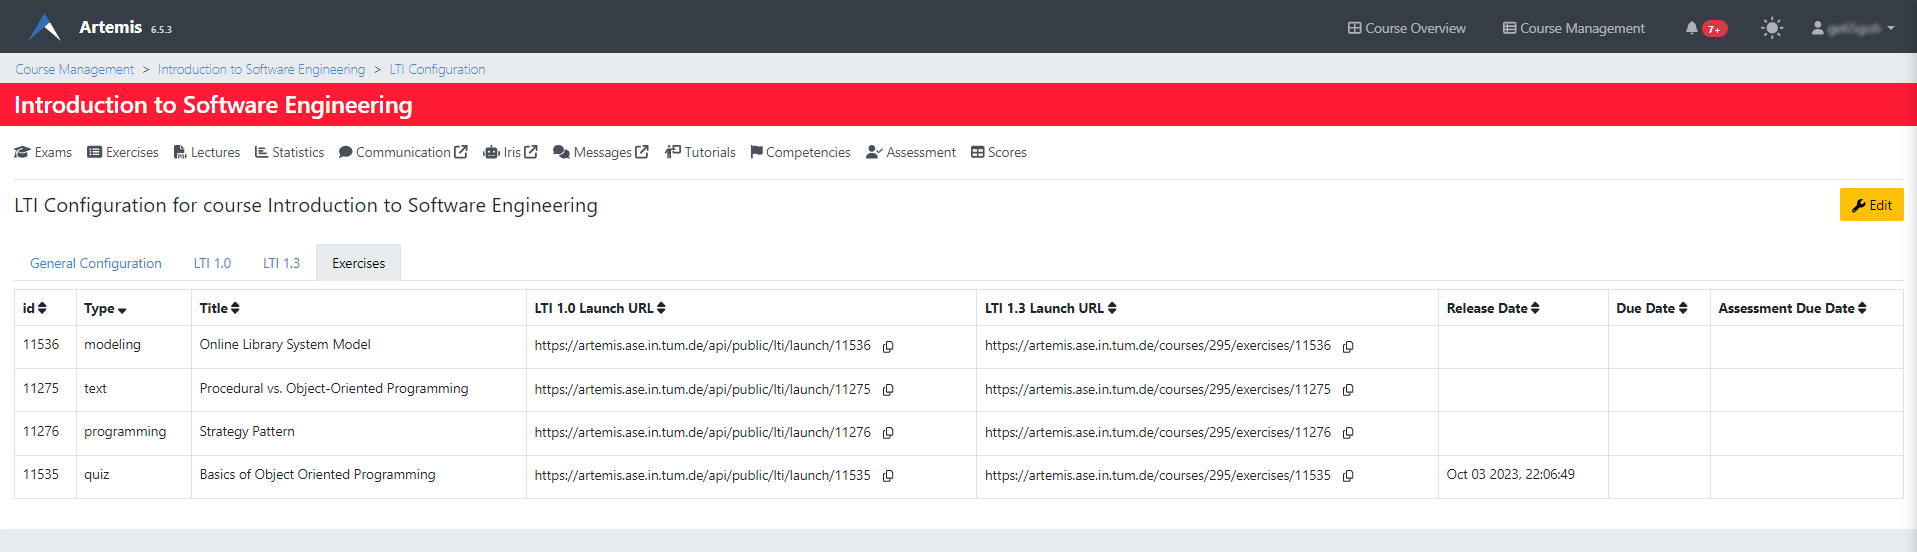 Artemis 6.5.3 Course Overview Course Management 7+
Course Management > Introduction to Software Engineering > LTI Configuration
Introduction to Software Engineering
Exams Exercises Lectures Statistics Communication Iris Messages Tutorials Competencies Assessment Scores
LTI Configuration for course Introduction to Software Engineering Edit
General Configuration LTI 1.0 LTI 1.3 Exercises
id Type Title LTI 1.0 Launch URL LTI 1.3 Launch URL Release Date Due Date Assessment Due Date
11536 modeling Online Library System Model https://artemis.ase.in.tum.de/api/public/lti/launch/11536 https://artemis.ase.in.tum.de/courses/295/exercises/11536
11275 text Procedural vs. Object-Oriented Programming https://artemis.ase.in.tum.de/api/public/lti/launch/11275 https://artemis.ase.in.tum.de/courses/295/exercises/11275
11276 programming Strategy Pattern https://artemis.ase.in.tum.de/api/public/lti/launch/11276 https://artemis.ase.in.tum.de/courses/295/exercises/11276
11535 quiz Basics of Object Oriented Programming https://artemis.ase.in.tum.de/api/public/lti/launch/11535 https://artemis.ase.in.tum.de/courses/295/exercises/11535 Oct 03 2023, 22:06:49